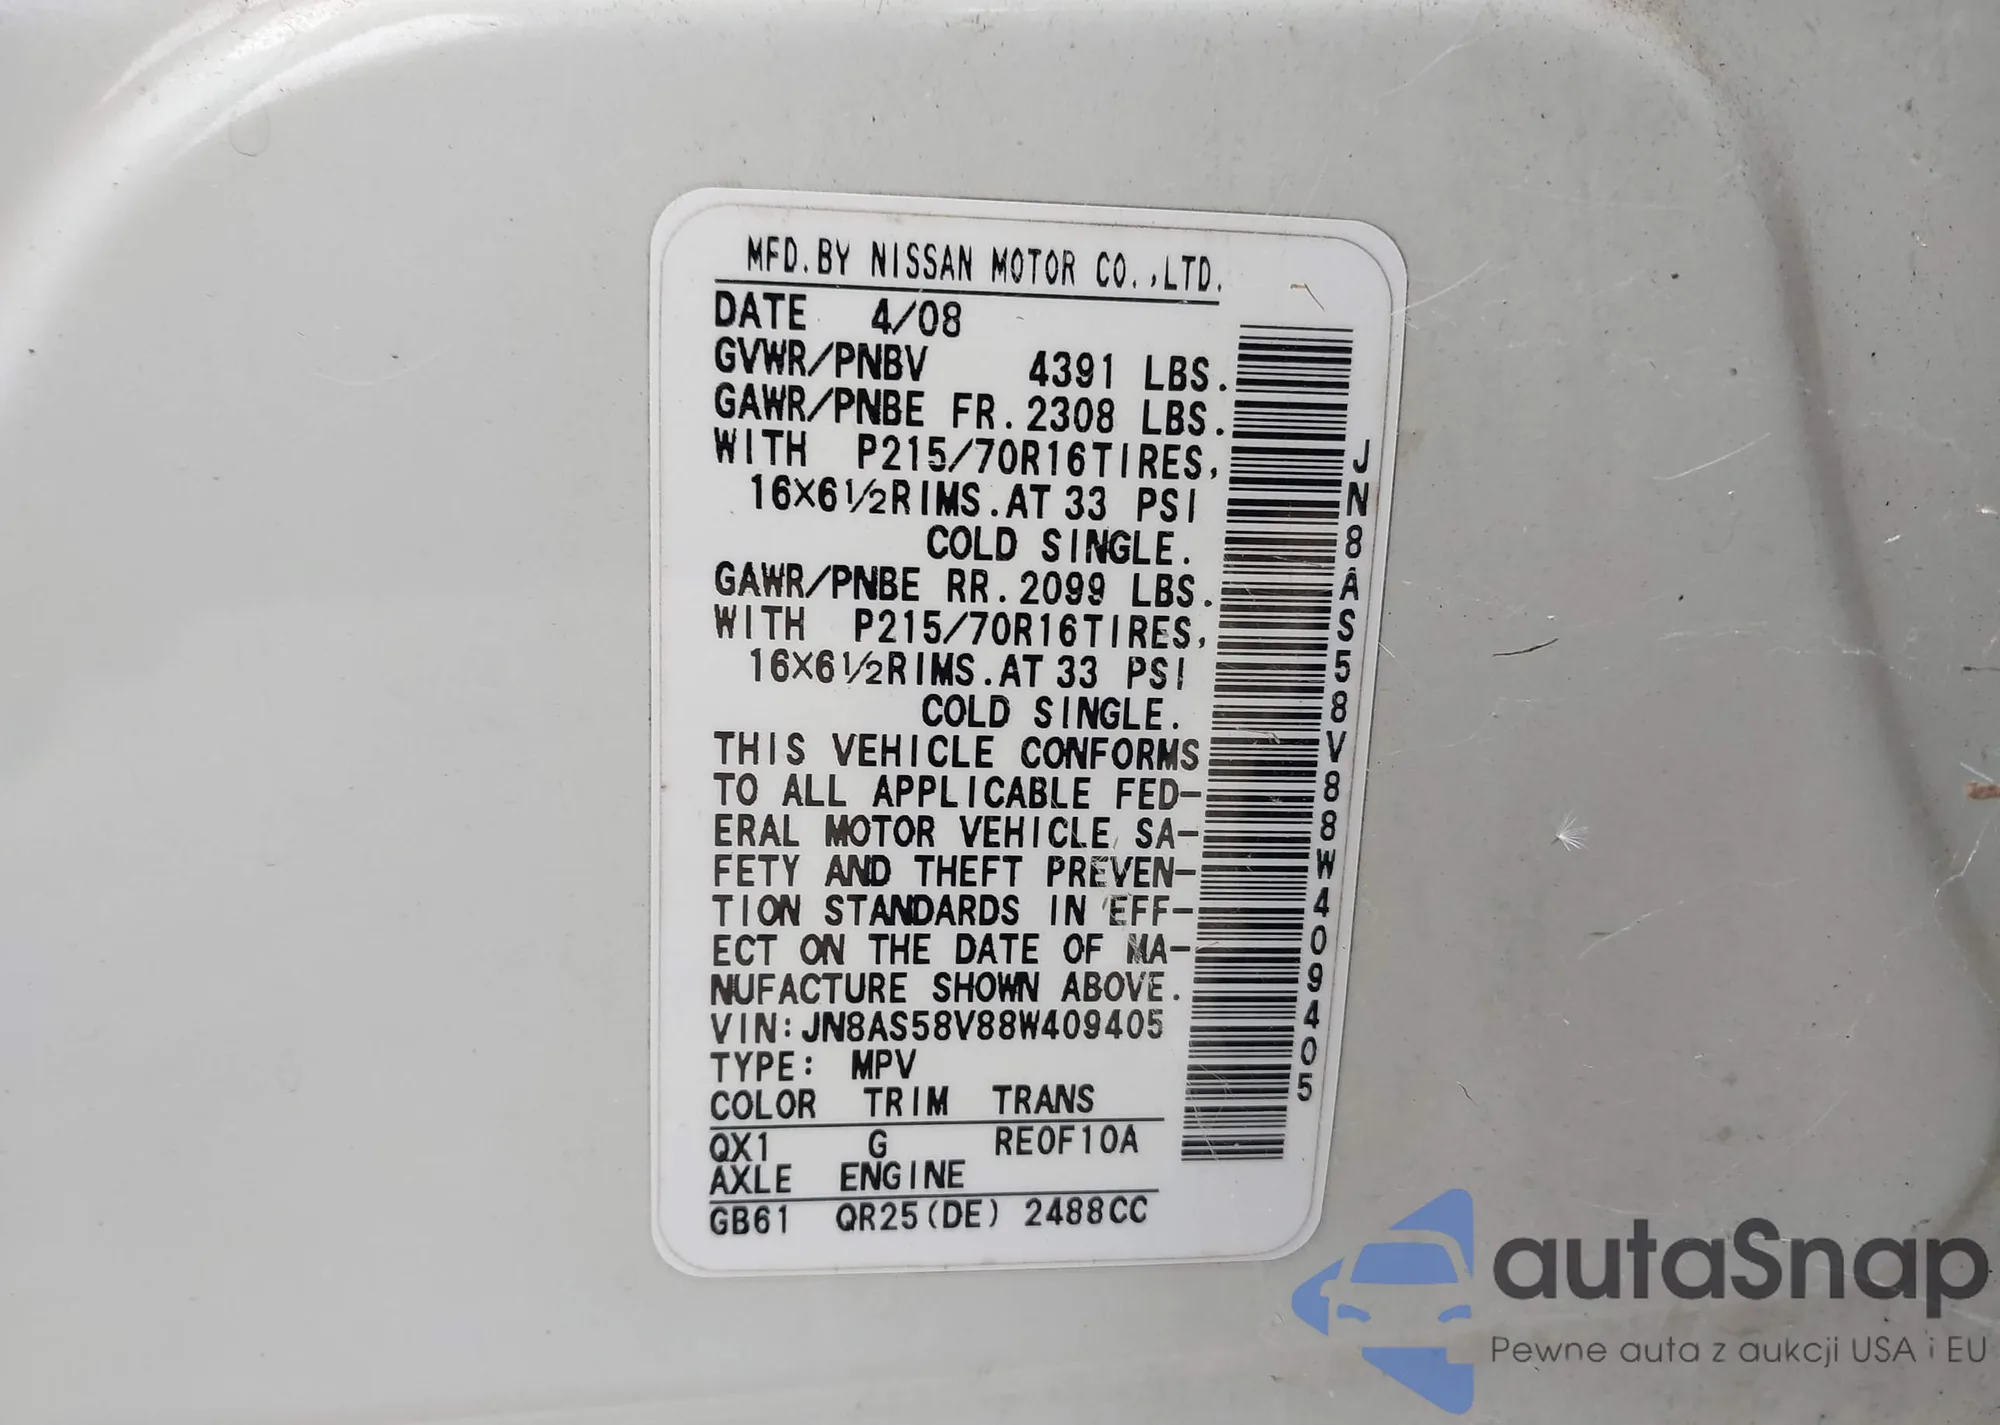 MFD.BY NISSAN MOTOR CO.,LTD.
DATE 4/08
GVWR/PNBV 4391 LBS.
GAWR/PNBE FR.2308 LBS.
WITH P215/70R16TIRES,
16X6½RIMS.AT 33 PSI
COLD SINGLE.
GAWR/PNBE RR.2099 LBS.
WITH P215/70R16TIRES,
16X6½RIMS.AT 33 PSI
COLD SINGLE.
THIS VEHICLE CONFORMS
TO ALL APPLICABLE FED-
ERAL MOTOR VEHICLE SA-
FETY AND THEFT PREVEN-
TION STANDARDS IN EFF-
ECT ON THE DATE OF MA-
NUFACTURE SHOWN ABOVE.
VIN:JN8AS58V88W409405
TYPE: MPV
COLOR TRIM TRANS
QX1 G RE0F10A
AXLE ENGINE
GB61 QR25(DE) 2488CC
JN8AS58V88W409405
autaSnap
Pewne auta z aukcji USA i EU